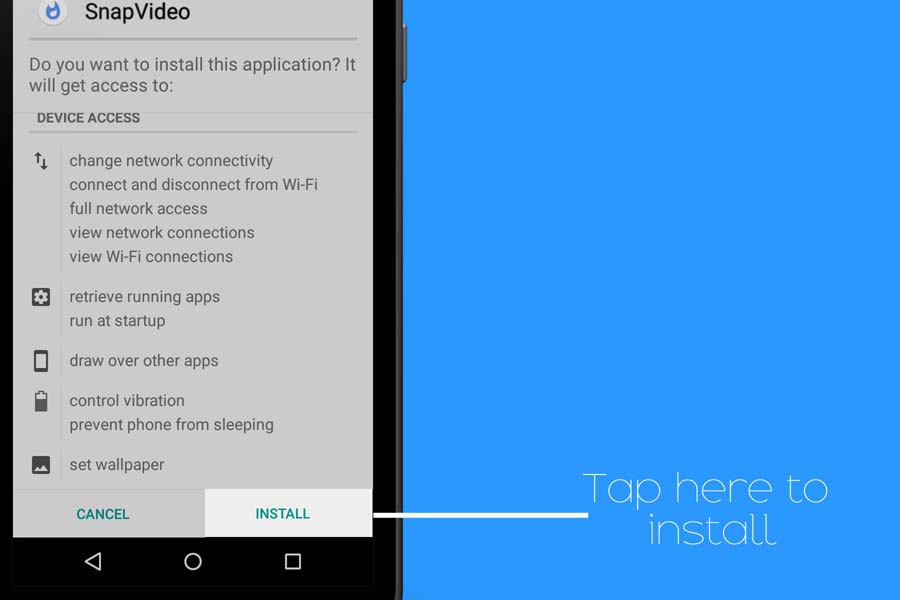 SnapVideo
Do you want to install this application? It
will get access to:
DEVICE ACCESS
change network connectivity
connect and disconnect from Wi-Fi
full network access
view network connections
view Wi-Fi connections
retrieve running apps
run at startup
draw over other apps
control vibration
prevent phone from sleeping
set wallpaper
CANCEL
INSTALL
Tap here to
install